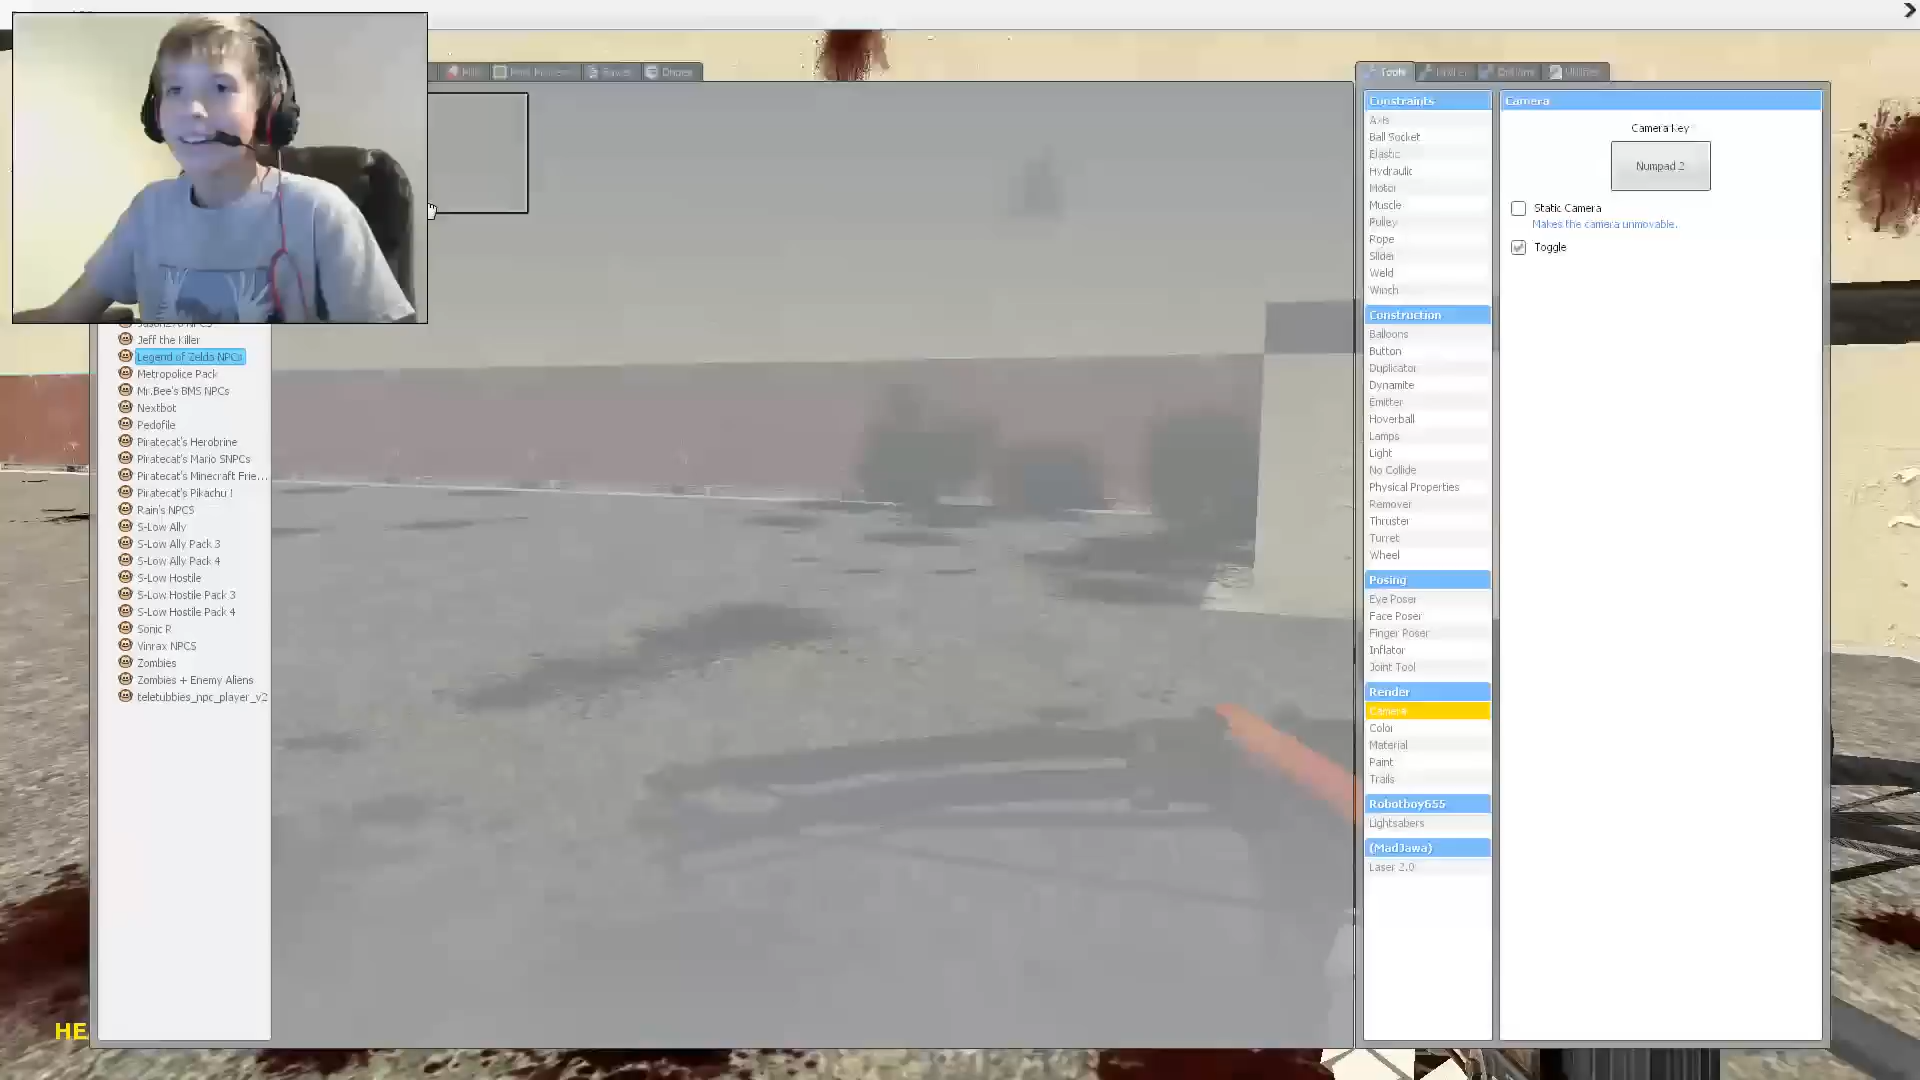 Dupes
Tools
Options
Utilities
Constraints
Axis
Ball Socket
Elastic
Hydraulic
Motor
Muscle
Pulley
Rope
Slider
Weld
Winch
Construction
Balloons
Button
Duplicator
Dynamite
Emitter
Hoverball
Lamps
Light
No Collide
Physical Properties
Remover
Thruster
Turret
Wheel
Posing
Eye Poser
Face Poser
Finger Poser
Inflator
Joint Tool
Render
Camera
Color
Material
Paint
Trails
Robotboy655
Lightsabers
(MadJawa)
Laser 2.0
Camera
Camera Key
Numpad 2
Static Camera
Makes the camera unmovable.
Toggle
Jeff the Killer
Legend of Zelda NPCs
Metropolice Pack
Mr.Bee's BMS NPCs
Nextbot
Pedofile
Piratecat's Herobrine
Piratecat's Mario SNPCs
Piratecat's Minecraft Frie...
Piratecat's Pikachu !
Rain's NPCS
S-Low Ally
S-Low Ally Pack 3
S-Low Ally Pack 4
S-Low Hostile
S-Low Hostile Pack 3
S-Low Hostile Pack 4
Sonic R
Vinrax NPCS
Zombies
Zombies + Enemy Aliens
teletubbies_npc_player_v2
HE